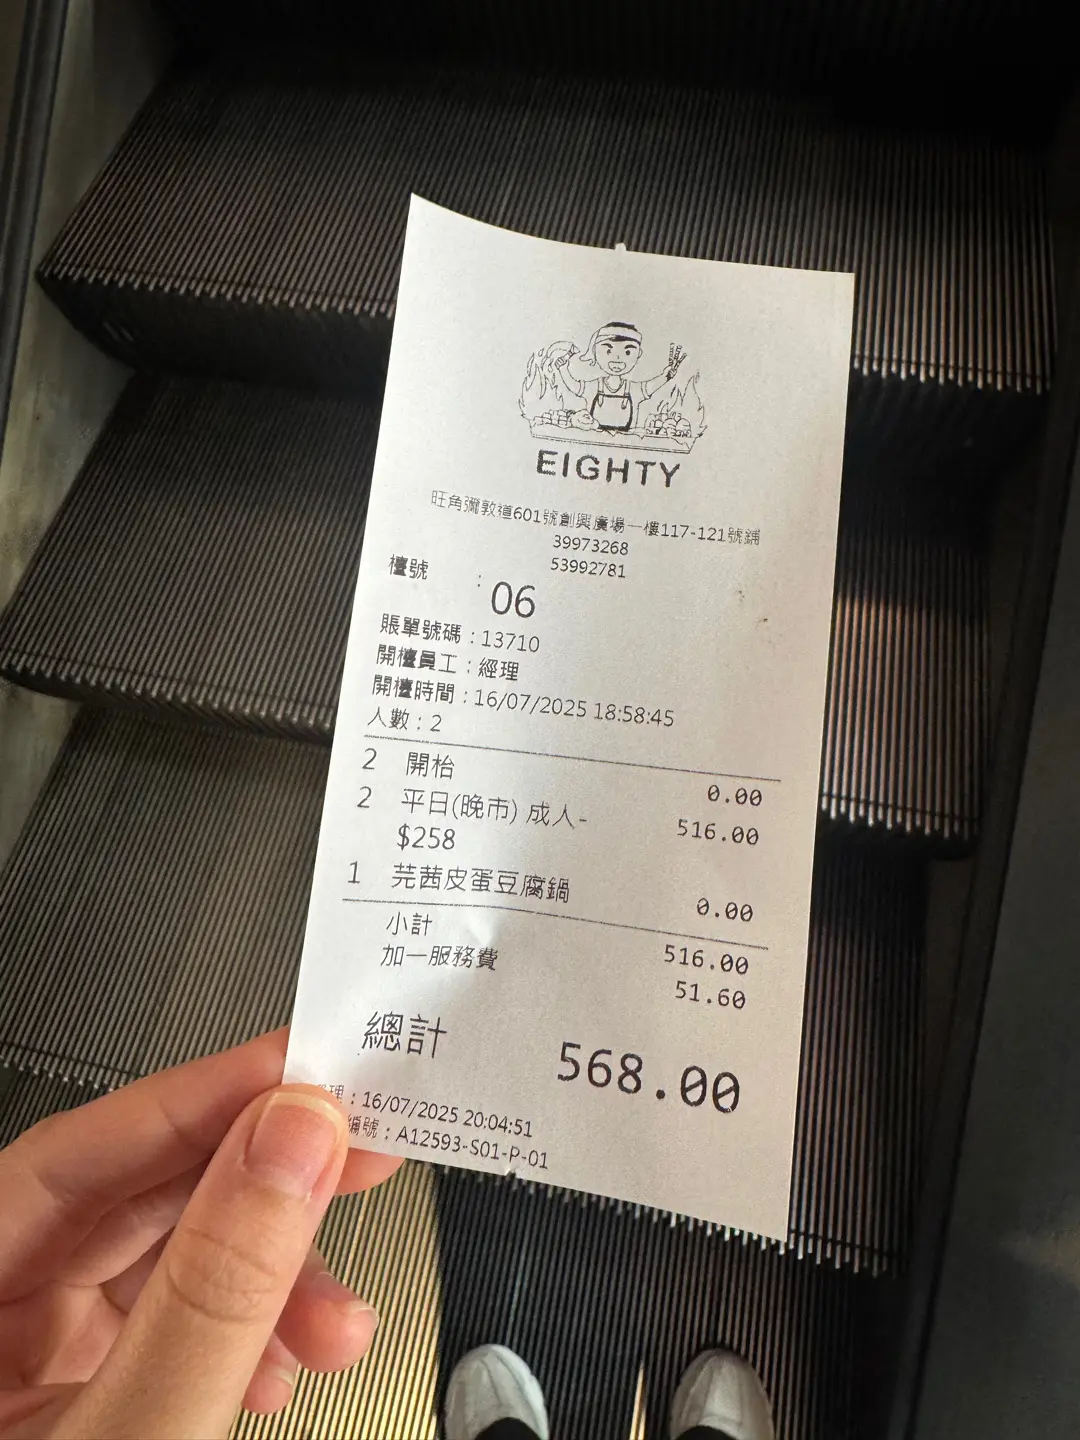 EIGHTY
旺角彌敦道601號創興廣場一樓117-121號鋪
39973268
53992781
檯號 : 06
賬單號碼 : 13710
開檯員工 : 經理
開檯時間 : 16/07/2025 18:58:45
人數 : 2
2 開枱 0.00
2 平日(晚市) 成人- 516.00
$258
1 芫茜皮蛋豆腐鍋 0.00
小計 516.00
加一服務費 51.60
總計 568.00
理 : 16/07/2025 20:04:51
編號 : A12593-S01-P-01